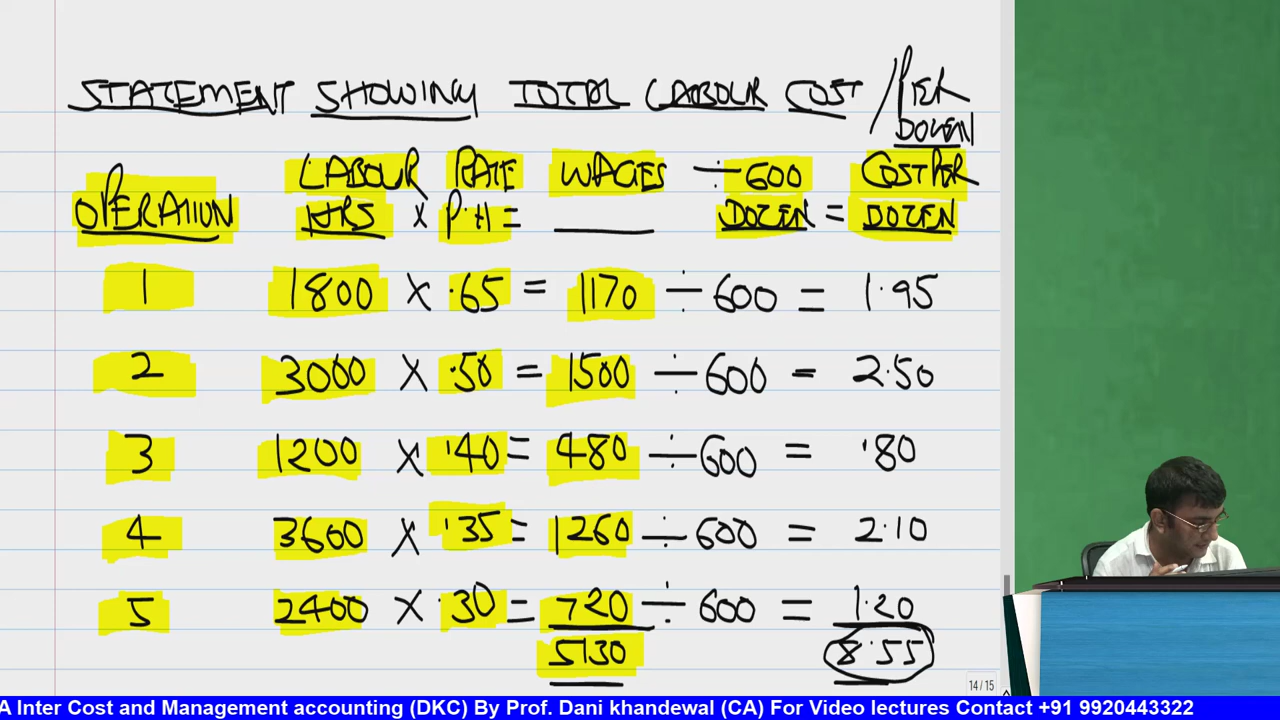 STATEMENT SHOWING TOTAL LABOUR COST / PER DOZEN
OPERATION LABOUR HRS × RATE P.H = WAGES ÷ 600 DOZEN = COST PER DOZEN
1 1800 × .65 = 1170 ÷ 600 = 1.95
2 3000 × .50 = 1500 ÷ 600 = 2.50
3 1200 × .40 = 480 ÷ 600 = .80
4 3600 × .35 = 1260 ÷ 600 = 2.10
5 2400 × .30 = 720 ÷ 600 = 1.20
5130 8.55
14/15
A Inter Cost and Management accounting (DKC) By Prof. Dani khandewal (CA) For Video lectures Contact +91 9920443322